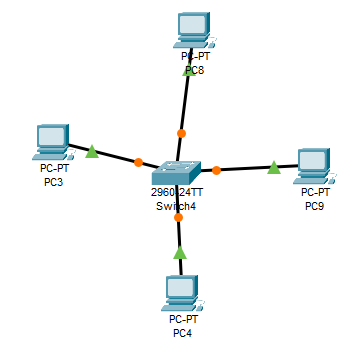 PC-PT
PC8
PC-PT
PC3
2960-24TT
Switch4
PC-PT
PC9
PC-PT
PC4